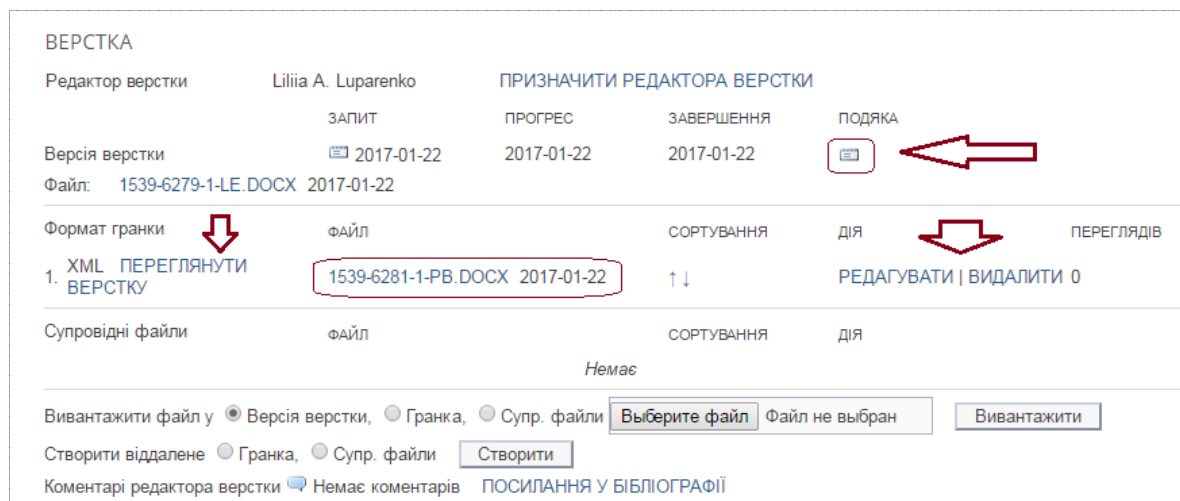 ВЕРСТКА
Редактор верстки Liliia A. Luparenko ПРИЗНАЧИТИ РЕДАКТОРА ВЕРСТКИ
ЗАПИТ ПРОГРЕС ЗАВЕРШЕННЯ ПОДЯКА
Версія верстки 2017-01-22 2017-01-22 2017-01-22
Файл: 1539-6279-1-LE.DOCX 2017-01-22
Формат гранки ФАЙЛ СОРТУВАННЯ ДІЯ ПЕРЕГЛЯДІВ
1. XML ПЕРЕГЛЯНУТИ ВЕРСТКУ 1539-6281-1-PB.DOCX 2017-01-22 ↑↓ РЕДАГУВАТИ | ВИДАЛИТИ 0
Супровідні файли ФАЙЛ СОРТУВАННЯ ДІЯ
Немає
Вивантажити файл у Версія верстки, Гранка, Супр. файли Выберите файл Файл не выбран Вивантажити
Створити віддалене Гранка, Супр. файли Створити
Коментарі редактора верстки Немає коментарів ПОСИЛАННЯ У БІБЛІОГРАФІЇ